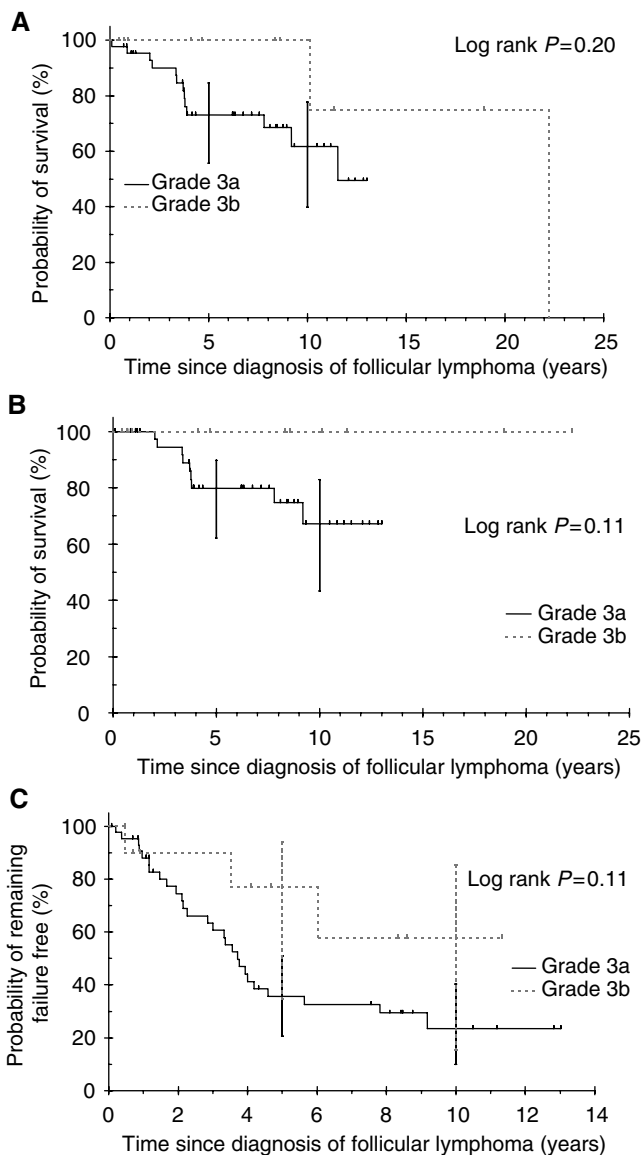 A
Log rank P=0.20
Probability of survival (%)
100
80
60
40
20
0
Grade 3a
Grade 3b
0 5 10 15 20 25
Time since diagnosis of follicular lymphoma (years)
B
Probability of survival (%)
100
80
60
40
20
0
Log rank P=0.11
Grade 3a
Grade 3b
0 5 10 15 20 25
Time since diagnosis of follicular lymphoma (years)
C
Probability of remaining
failure free (%)
100
80
60
40
20
0
Log rank P=0.11
Grade 3a
Grade 3b
0 2 4 6 8 10 12 14
Time since diagnosis of follicular lymphoma (years)